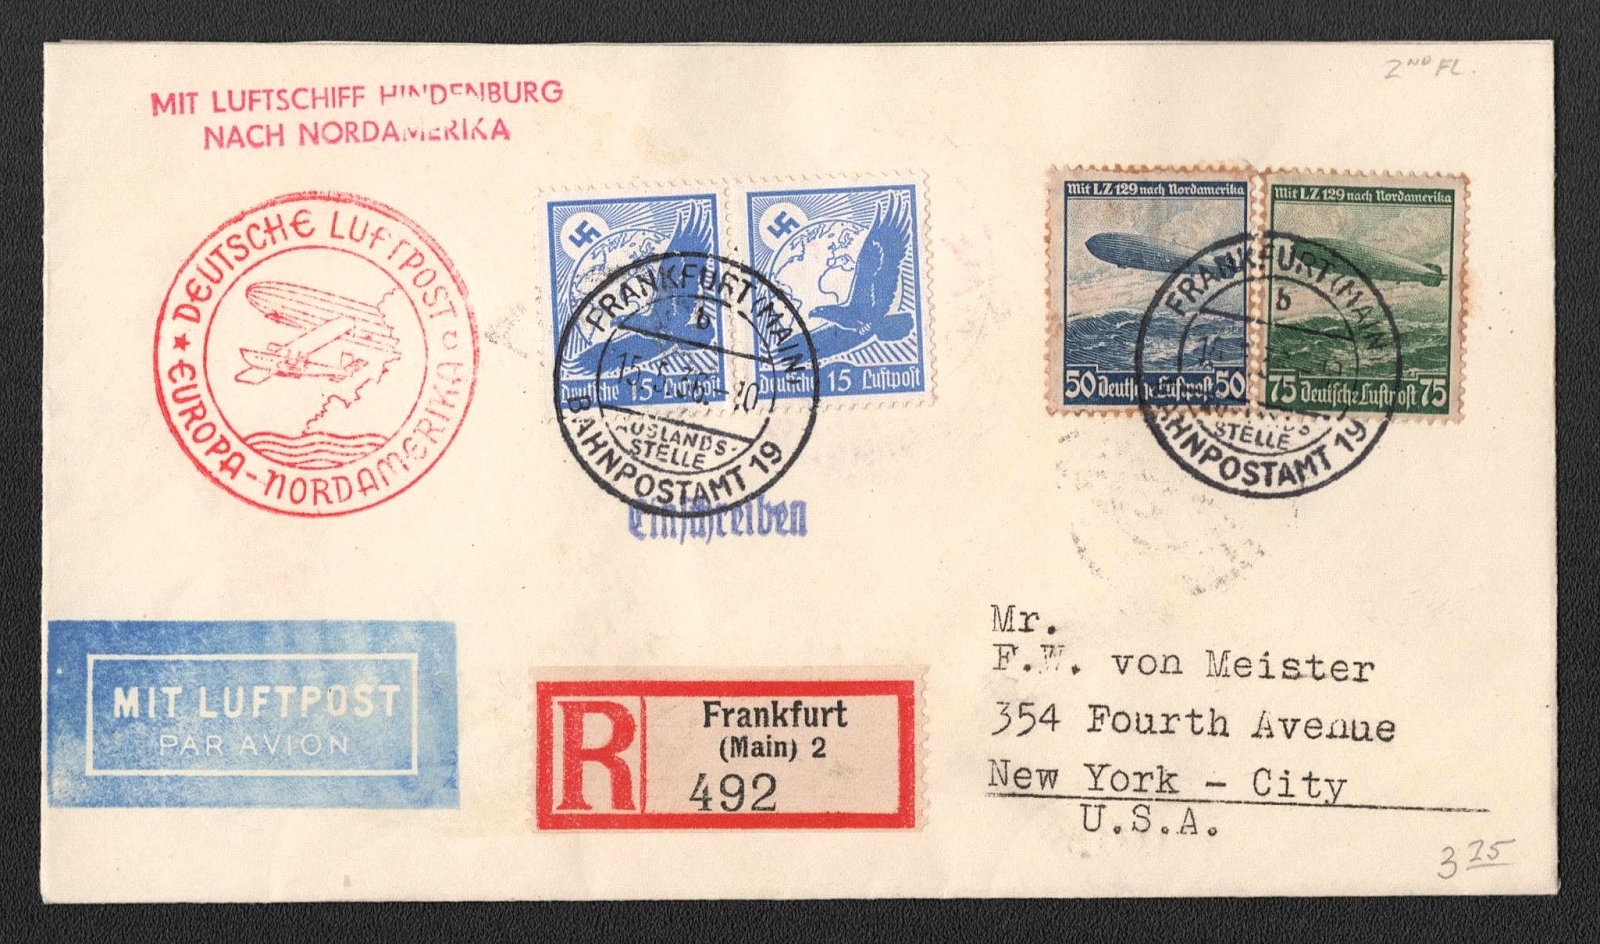 2ND FL.
MIT LUFTSCHIFF HINDENBURG
NACH NORDAMERIKA
★ DEUTSCHE LUFTPOST
EUROPA-NORDAMERIKA
Deutsche 15 Luftpost
Deutsche 15 Luftpost
Mit LZ 129 nach Nordamerika
50 Deutsche Luftpost 50
Mit LZ 129 nach Nordamerika
75 Deutsche Luftpost 75
FRANKFURT (MAIN)
b
AUSLANDS-
STELLE
BAHNPOSTAMT 19
FRANKFURT (MAIN)
b
AUSLANDS-
STELLE
BAHNPOSTAMT 19
Einschreiben
MIT LUFTPOST
PAR AVION
R
Frankfurt
(Main) 2
492
Mr.
F.W. von Meister
354 Fourth Avenue
New York - City
U.S.A.
3 75